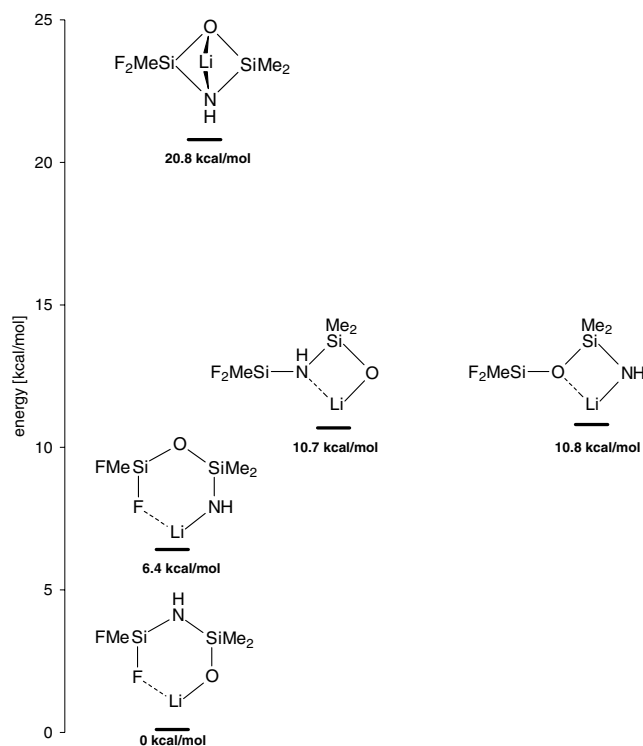 25
O
F₂MeSi
Li
SiMe₂
N
H
20.8 kcal/mol
20
15
energy [kcal/mol]
Me₂
Si
H
F₂MeSi
N
O
Li
10.7 kcal/mol
Me₂
Si
F₂MeSi
O
NH
Li
10.8 kcal/mol
10
O
FMeSi
SiMe₂
F
NH
Li
6.4 kcal/mol
5
H
N
FMeSi
SiMe₂
F
O
Li
0
0 kcal/mol